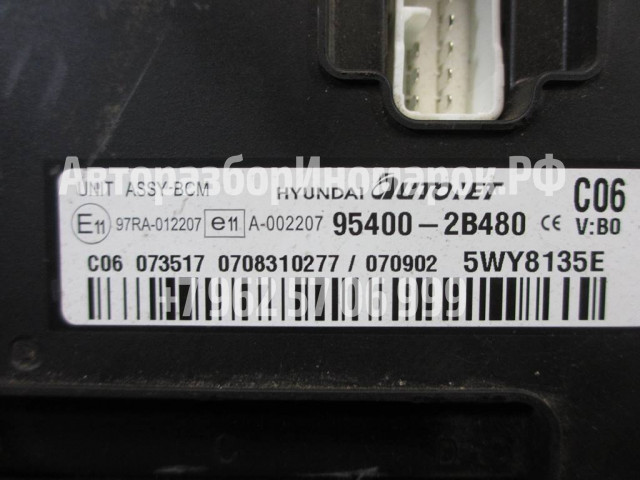 АвторазборИномарок.РФ
UNIT ASSY-BCM HYUNDAI AUTONET C06
E11 97RA-012207 e11 A-002207 95400-2B480 CE V:B0
C06 073517 0708310277 / 070902 5WY8135E
+79625706999